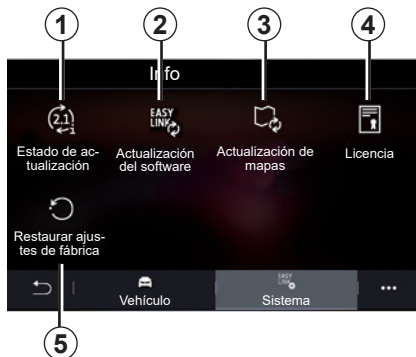 1
2
3
4
Info
2.1
EASY
LINK
Estado de ac-
tualización
Actualización
del software
Actualización de
mapas
Licencia
Restaurar ajus-
tes de fábrica
Vehículo
EASY
LINK
Sistema
5